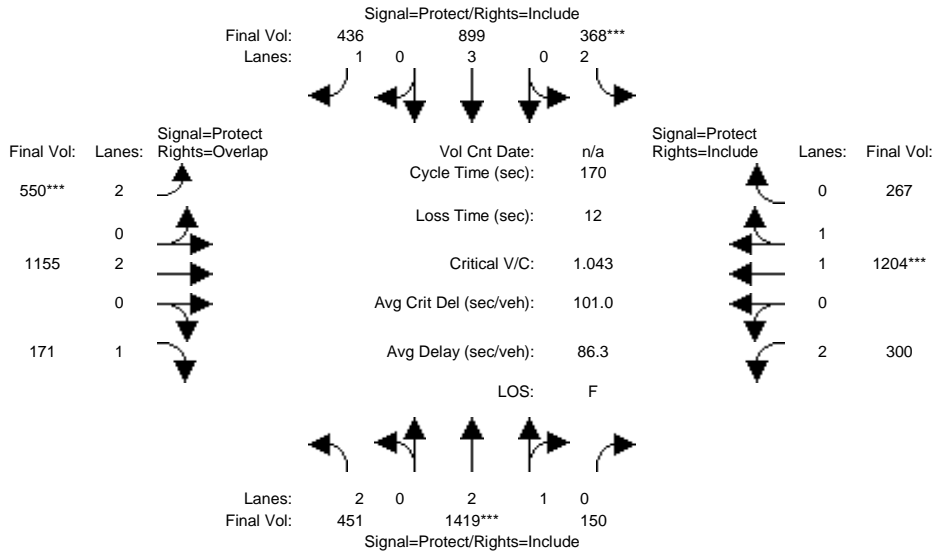 Signal=Protect/Rights=Include
Final Vol: 436 899 368***
Lanes: 1 0 3 0 2
Signal=Protect Signal=Protect
Final Vol: Lanes: Rights=Overlap Vol Cnt Date: n/a Rights=Include Lanes: Final Vol:
Cycle Time (sec): 170
550*** 2 0 267
Loss Time (sec): 12
0 1
1155 2 Critical V/C: 1.043 1 1204***
0 Avg Crit Del (sec/veh): 101.0 0
171 1 Avg Delay (sec/veh): 86.3 2 300
LOS: F
Lanes: 2 0 2 1 0
Final Vol: 451 1419*** 150
Signal=Protect/Rights=Include